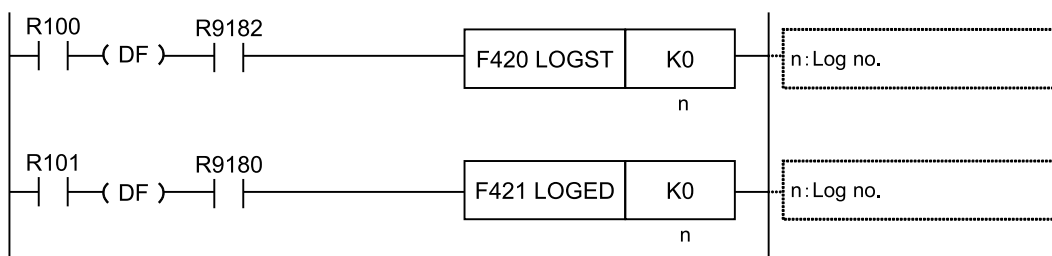 R100 R9182
( DF ) F420 LOGST K0 n:Log no.
n
R101 R9180
( DF ) F421 LOGED K0 n:Log no.
n